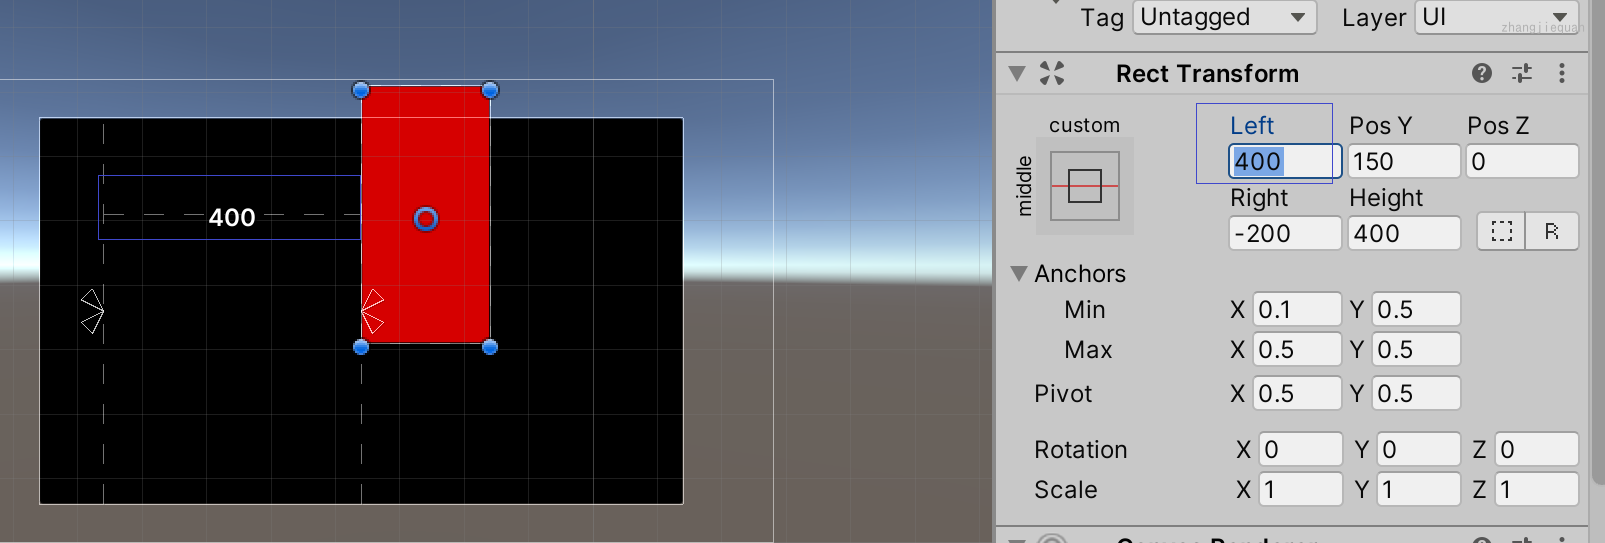 Tag Untagged Layer UI
zhangjiequan
Rect Transform
custom
middle
Left Pos Y Pos Z
400 150 0
Right Height
-200 400 R
Anchors
Min X 0.1 Y 0.5
Max X 0.5 Y 0.5
Pivot X 0.5 Y 0.5
Rotation X 0 Y 0 Z 0
Scale X 1 Y 1 Z 1
Canvas Renderer
400